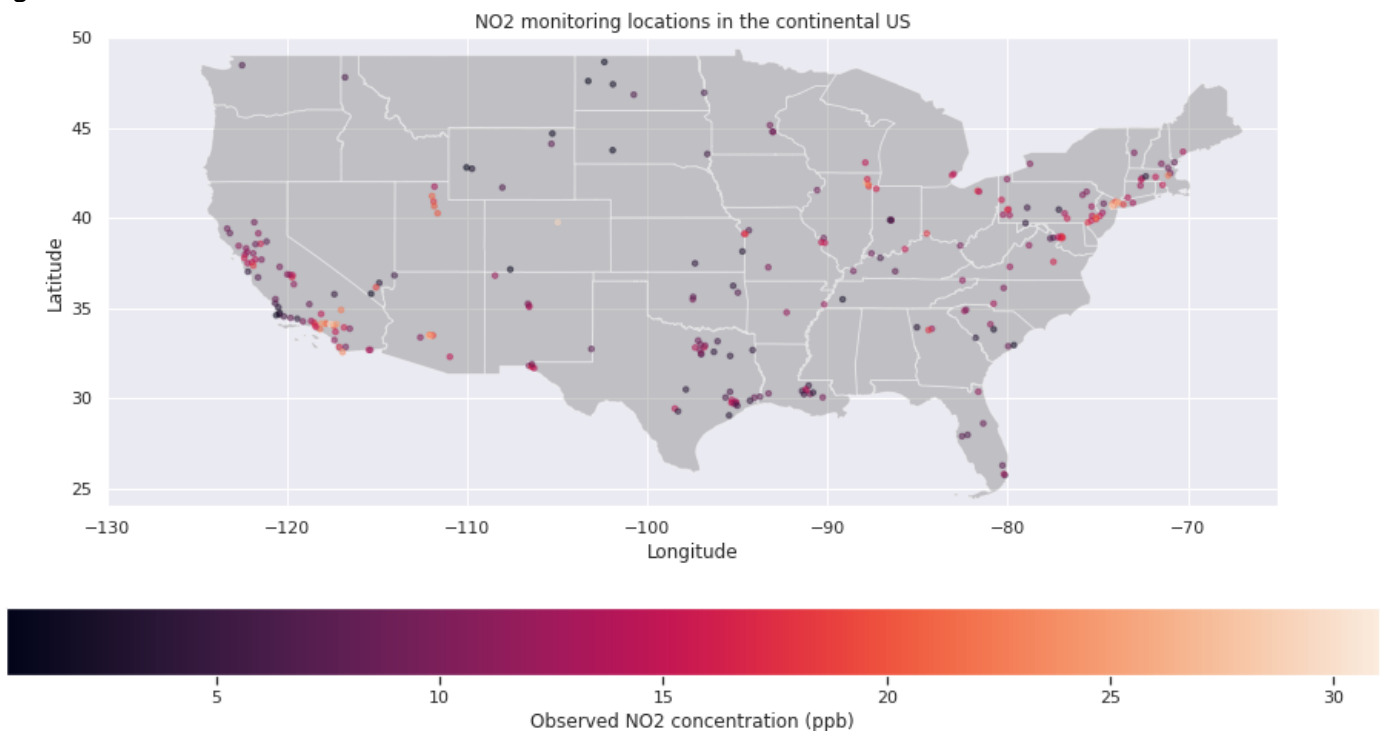 NO2 monitoring locations in the continental US
50
45
40
35
30
25
Latitude
−130 −120 −110 −100 −90 −80 −70
Longitude
5 10 15 20 25 30
Observed NO2 concentration (ppb)